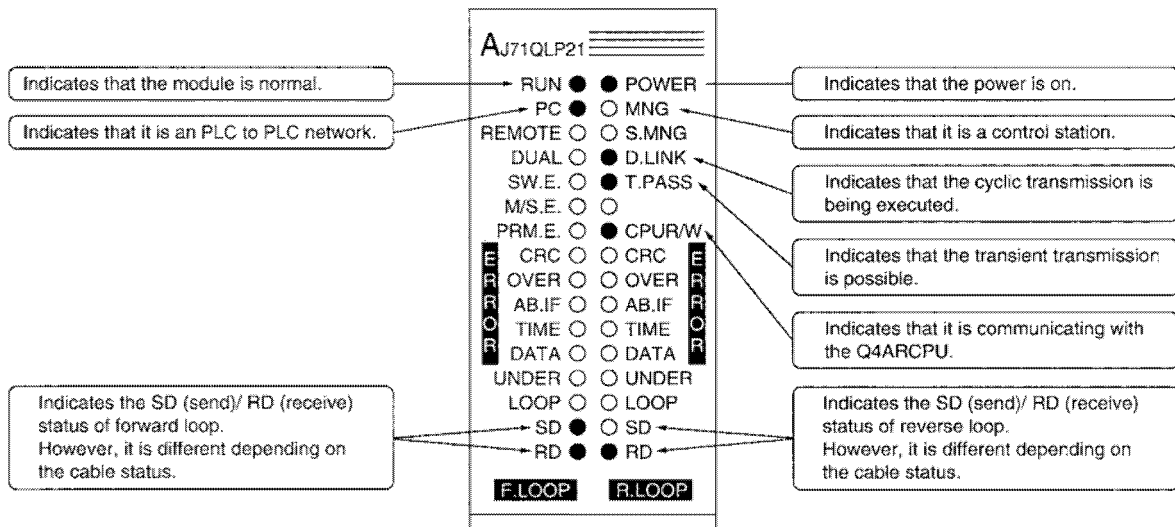 AJ71QLP21
Indicates that the module is normal.
RUN POWER
Indicates that the power is on.
PC MNG
Indicates that it is an PLC to PLC network.
Indicates that it is a control station.
REMOTE S.MNG
DUAL D.LINK
Indicates that the cyclic transmission is
being executed.
SW.E. T.PASS
M/S.E.
PRM.E. CPUR/W
Indicates that the transient transmission
is possible.
ERROR
CRC CRC
OVER OVER
AB.IF AB.IF
TIME TIME
DATA DATA
ERROR
Indicates that it is communicating with
the Q4ARCPU.
UNDER UNDER
LOOP LOOP
SD SD
RD RD
Indicates the SD (send)/ RD (receive)
status of forward loop.
However, it is different depending on
the cable status.
Indicates the SD (send)/ RD (receive)
status of reverse loop.
However, it is different depending on
the cable status.
F.LOOP R.LOOP